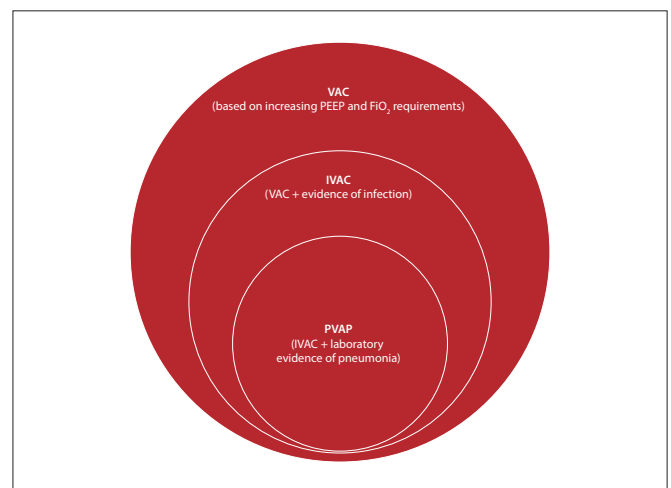 VAC
(based on increasing PEEP and FiO₂ requirements)
IVAC
(VAC + evidence of infection)
PVAP
(IVAC + laboratory
evidence of pneumonia)